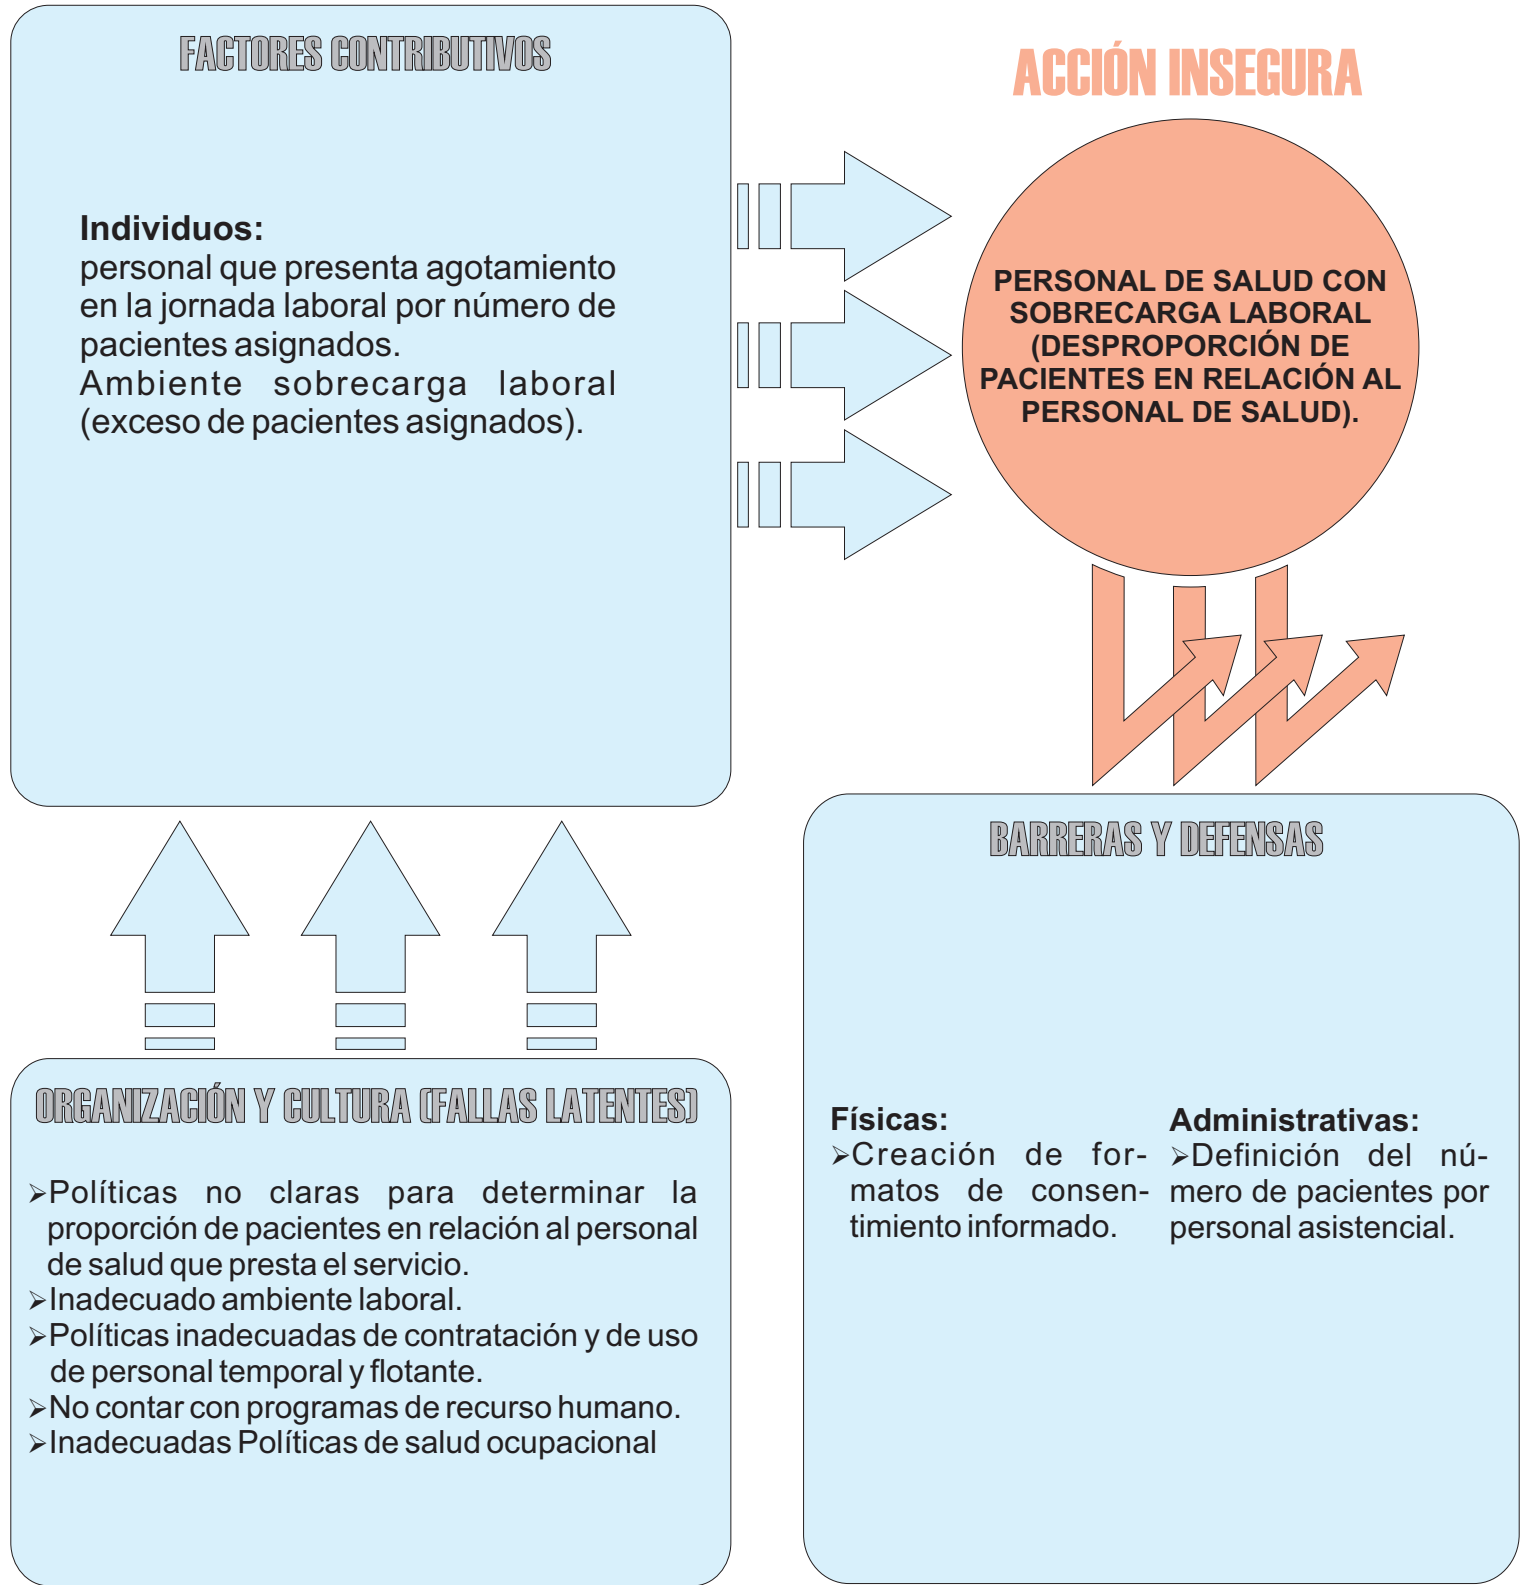 FACTORES CONTRIBUTIVOS
Individuos:
personal que presenta agotamiento
en la jornada laboral por número de
pacientes asignados.
Ambiente sobrecarga laboral
(exceso de pacientes asignados).
ACCIÓN INSEGURA
PERSONAL DE SALUD CON
SOBRECARGA LABORAL
(DESPROPORCIÓN DE
PACIENTES EN RELACIÓN AL
PERSONAL DE SALUD).
ORGANIZACIÓN Y CULTURA (FALLAS LATENTES)
➢Políticas no claras para determinar la
proporción de pacientes en relación al personal
de salud que presta el servicio.
➢Inadecuado ambiente laboral.
➢Políticas inadecuadas de contratación y de uso
de personal temporal y flotante.
➢No contar con programas de recurso humano.
➢Inadecuadas Políticas de salud ocupacional
BARRERAS Y DEFENSAS
Físicas:
➢Creación de for-
matos de consen-
timiento informado.
Administrativas:
➢Definición del nú-
mero de pacientes por
personal asistencial.